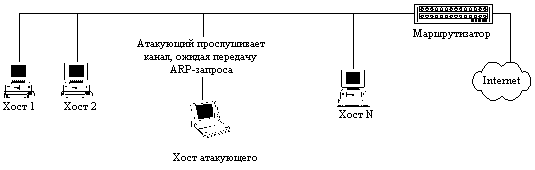 Маршрутизатор
Атакующий прослушивает
канал, ожидая передачу
ARP-запроса
Internet
Хост 1
Хост 2
Хост N
Хост атакующего